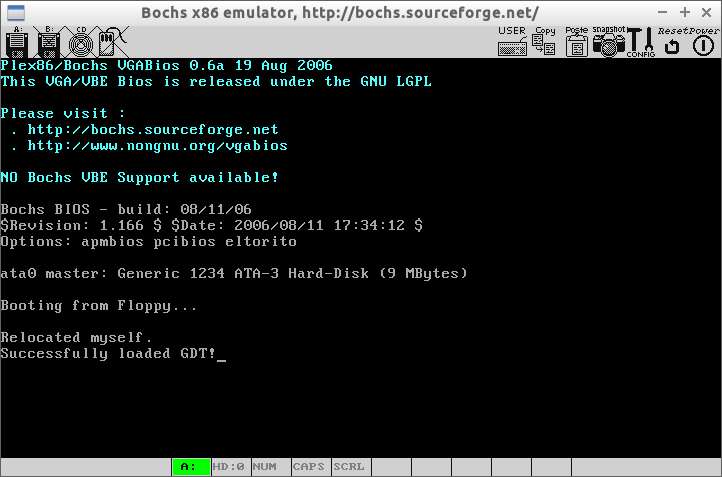 Bochs x86 emulator, http://bochs.sourceforge.net/
A: B: CD USER Copy Paste snapshot CONFIG Reset Power
Plex86/Bochs VGABios 0.6a 19 Aug 2006
This VGA/VBE Bios is released under the GNU LGPL
Please visit :
. http://bochs.sourceforge.net
. http://www.nongnu.org/vgabios
NO Bochs VBE Support available!
Bochs BIOS - build: 08/11/06
$Revision: 1.166 $ $Date: 2006/08/11 17:34:12 $
Options: apmbios pcibios eltorito
ata0 master: Generic 1234 ATA-3 Hard-Disk (9 MBytes)
Booting from Floppy...
Relocated myself.
Successfully loaded GDT!_
A: HD:0 NUM CAPS SCRL